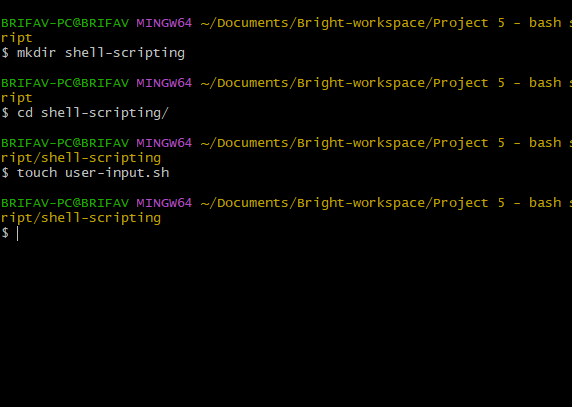 BRIFAV-PC@BRIFAV MINGW64 ~/Documents/Bright-workspace/Project 5 - bash s
ript
$ mkdir shell-scripting
BRIFAV-PC@BRIFAV MINGW64 ~/Documents/Bright-workspace/Project 5 - bash s
ript
$ cd shell-scripting/
BRIFAV-PC@BRIFAV MINGW64 ~/Documents/Bright-workspace/Project 5 - bash s
ript/shell-scripting
$ touch user-input.sh
BRIFAV-PC@BRIFAV MINGW64 ~/Documents/Bright-workspace/Project 5 - bash s
ript/shell-scripting
$